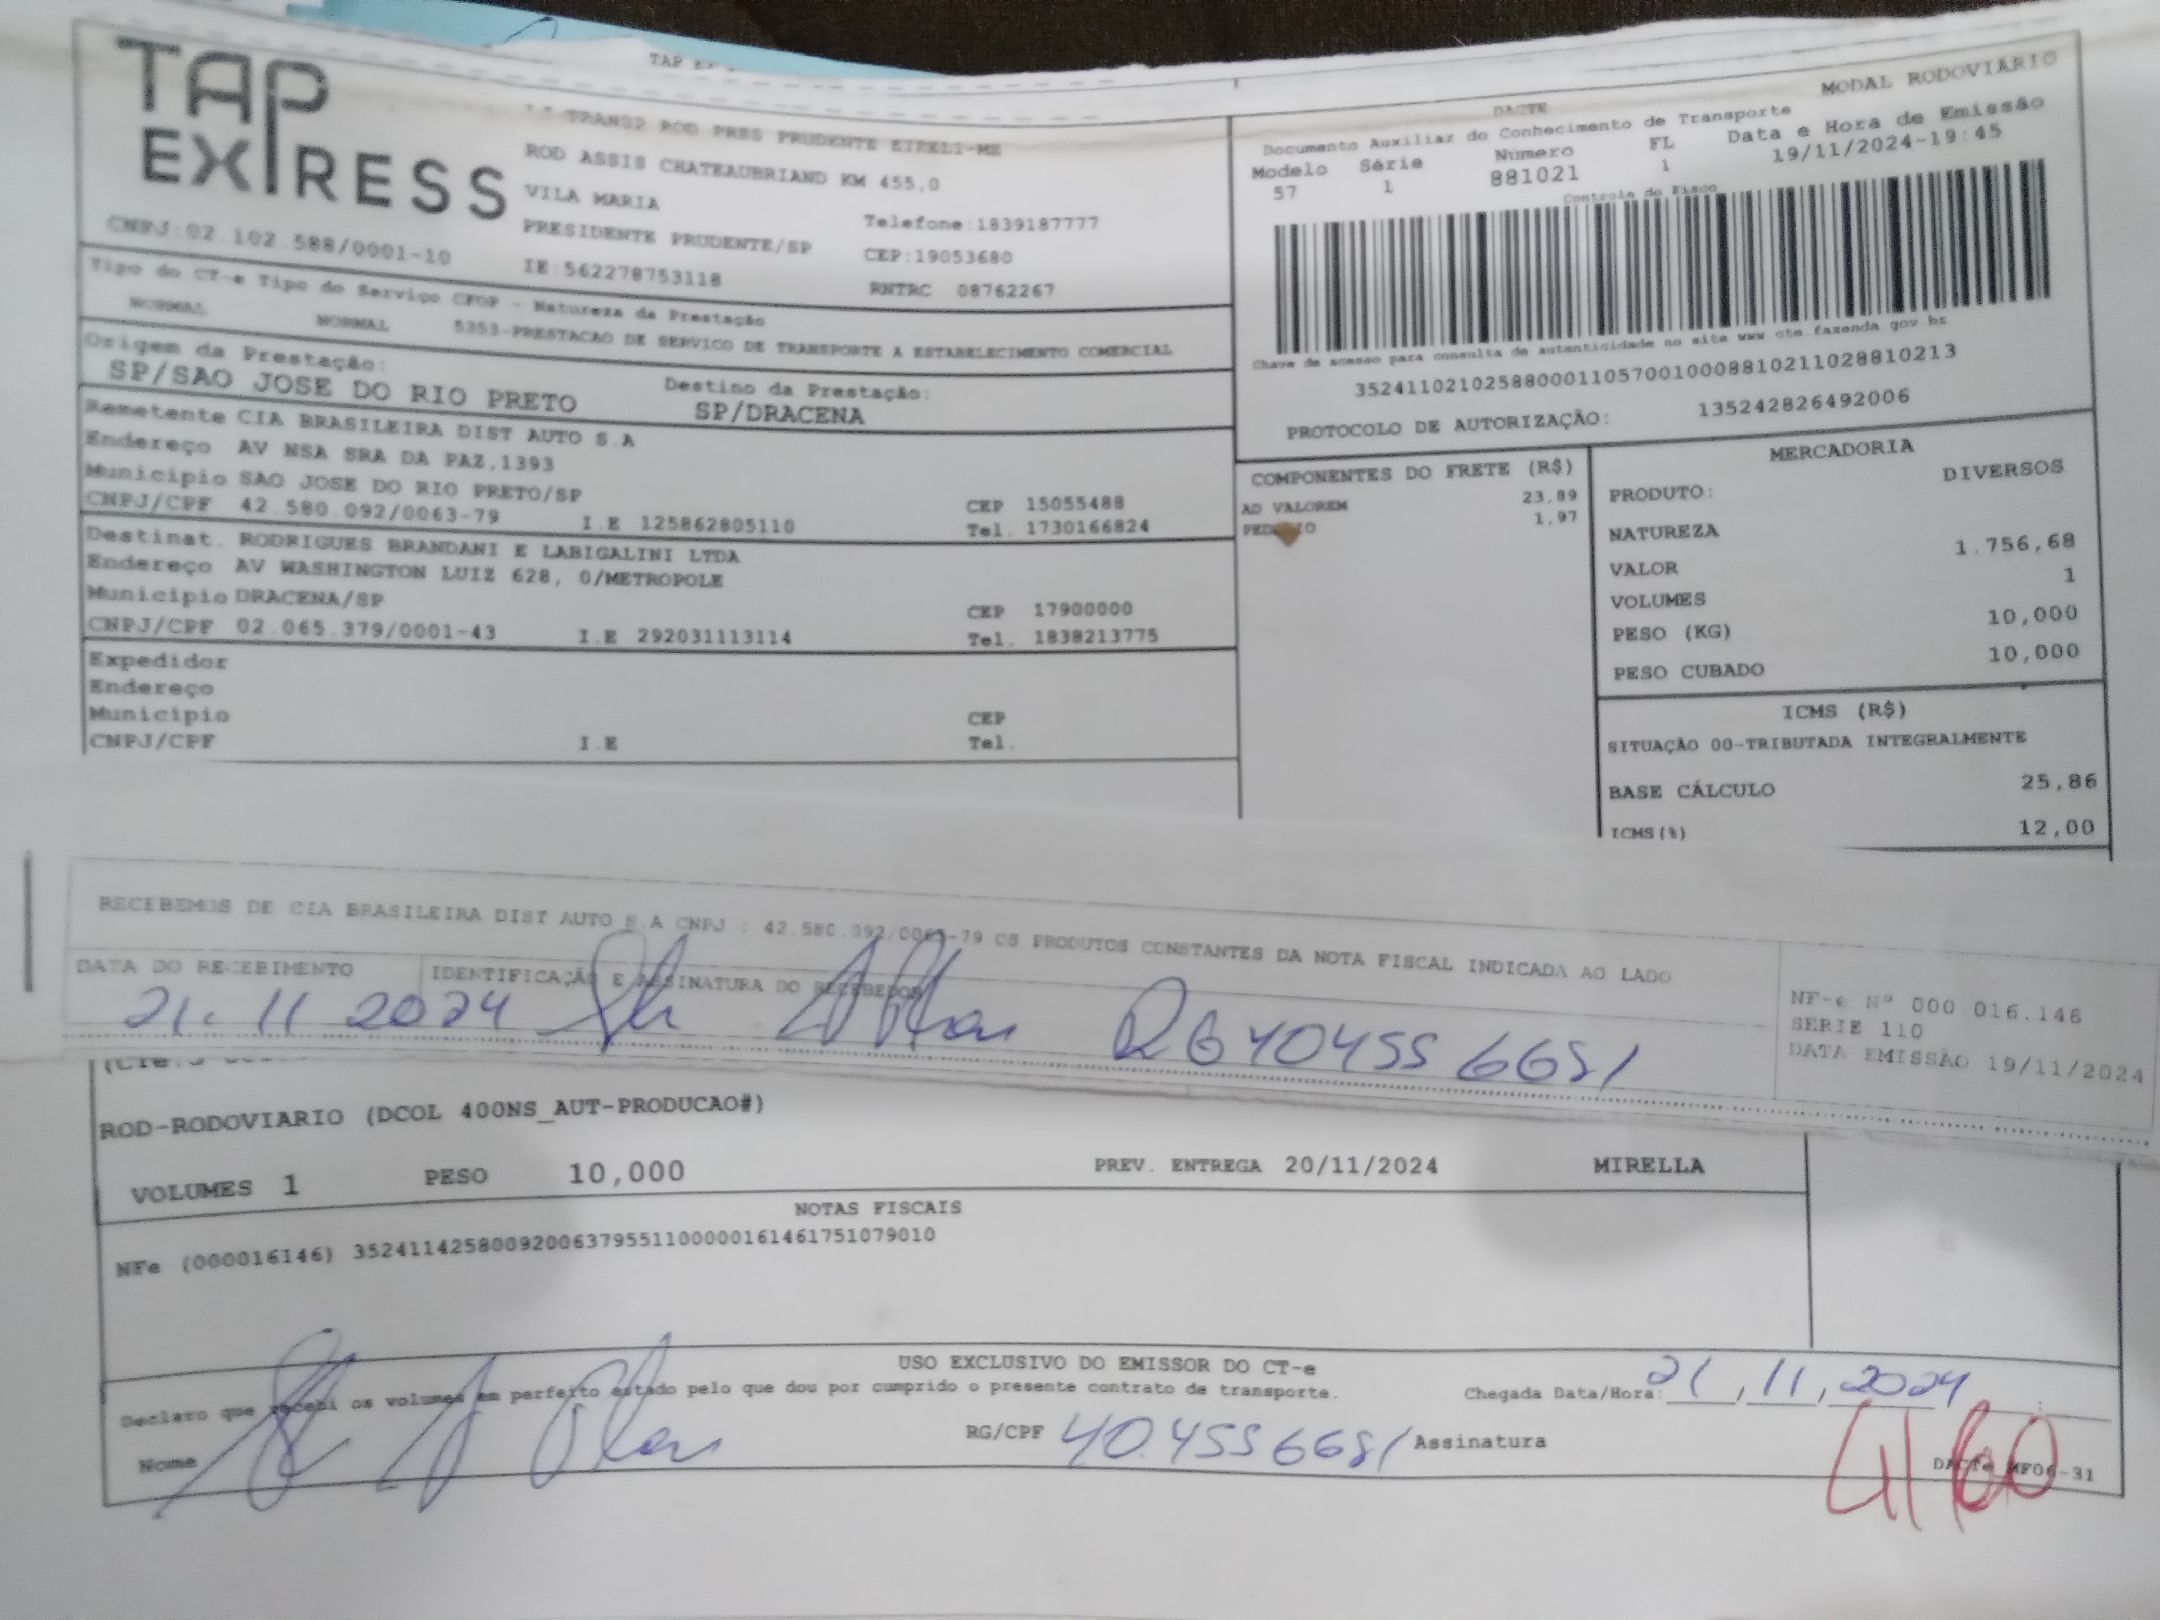 TAP EXPRESS
TRANSP ROD PRES PRUDENTE EIRELI-ME
ROD ASSIS CHATEAUBRIAND KM 455,0
VILA MARIA
Telefone:1839187777
PRESIDENTE PRUDENTE/SP
CEP:19053680
CNPJ:02.102.588/0001-10
IE:562278753118
RNTRC 08762267
DACTE
MODAL RODOVIÁRIO
Documento Auxiliar do Conhecimento de Transporte
Modelo Série Número FL Data e Hora de Emissão
57 1 881021 1 19/11/2024-19:45
Controle do Fisco
Chave de acesso para consulta de autenticidade no site www.cte.fazenda.gov.br
35241102102588000110570010008810211028810213
PROTOCOLO DE AUTORIZAÇÃO: 135242826492006
Tipo do CT-e Tipo do Serviço CFOP - Natureza da Prestação
NORMAL NORMAL 5353-PRESTACAO DE SERVICO DE TRANSPORTE A ESTABELECIMENTO COMERCIAL
Origem da Prestação: Destino da Prestação:
SP/SAO JOSE DO RIO PRETO SP/DRACENA
Remetente CIA BRASILEIRA DIST AUTO S.A
Endereço AV NSA SRA DA PAZ,1393
Município SAO JOSE DO RIO PRETO/SP CEP 15055488
CNPJ/CPF 42.580.092/0063-79 I.E 125862805110 Tel. 1730166824
Destinat. RODRIGUES BRANDANI E LABIGALINI LTDA
Endereço AV WASHINGTON LUIZ 628, 0/METROPOLE
Município DRACENA/SP CEP 17900000
CNPJ/CPF 02.065.379/0001-43 I.E 292031113114 Tel. 1838213775
Expedidor
Endereço
Município CEP
CNPJ/CPF I.E Tel.
COMPONENTES DO FRETE (R$)
AD VALOREM 23,89
1,97
MERCADORIA
PRODUTO: DIVERSOS
NATUREZA
VALOR 1.756,68
VOLUMES 1
PESO (KG) 10,000
PESO CUBADO 10,000
ICMS (R$)
SITUAÇÃO 00-TRIBUTADA INTEGRALMENTE
BASE CÁLCULO 25,86
ICMS(%) 12,00
RECEBEMOS DE CIA BRASILEIRA DIST AUTO S.A CNPJ : 42.580.092/0063-79 OS PRODUTOS CONSTANTES DA NOTA FISCAL INDICADA AO LADO
DATA DO RECEBIMENTO IDENTIFICAÇÃO E ASSINATURA DO RECEBEDOR
21.11 2024 RG 404556681
NF-e Nº 000.016.146
SERIE 110
DATA EMISSÃO 19/11/2024
ROD-RODOVIARIO (DCOL 400NS_AUT-PRODUCAO#)
VOLUMES 1 PESO 10,000 PREV. ENTREGA 20/11/2024 MIRELLA
NOTAS FISCAIS
NFe (000016146) 35241142580092006379551100000161461751079010
USO EXCLUSIVO DO EMISSOR DO CT-e
Declaro que recebi os volumes em perfeito estado pelo que dou por cumprido o presente contrato de transporte.
Chegada Data/Hora: 21,11,2024
Nome RG/CPF 40.4556681 Assinatura
DACTe MF06-31